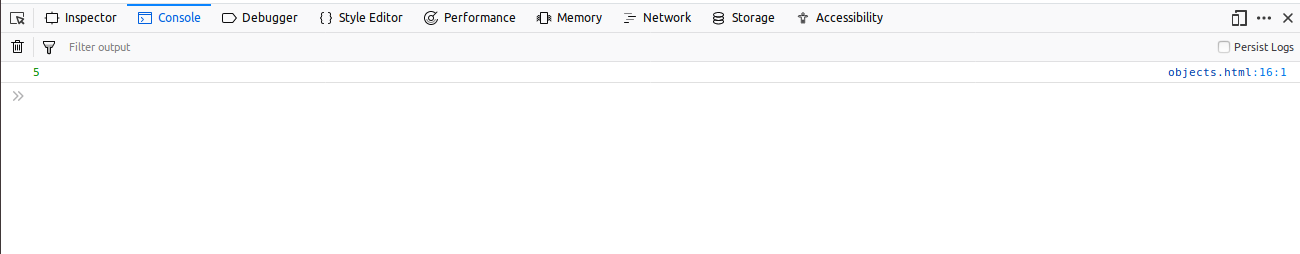 Inspector Console Debugger Style Editor Performance Memory Network Storage Accessibility
Filter output Persist Logs
5 objects.html:16:1